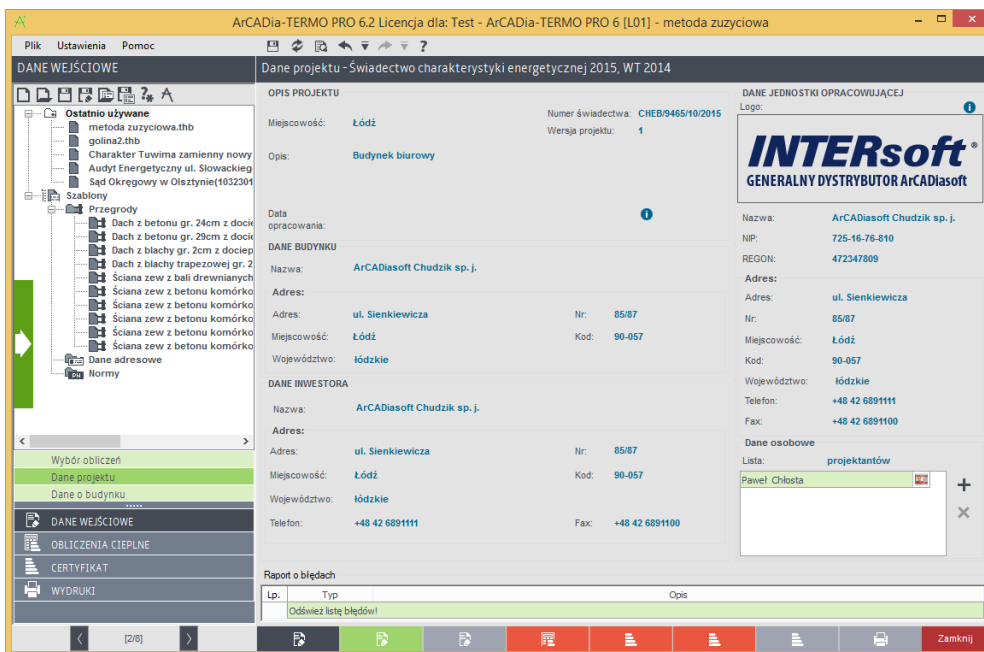 ArCADia-TERMO PRO 6.2 Licencja dla: Test - ArCADia-TERMO PRO 6 [L01] - metoda zuzyciowa
Plik Ustawienia Pomoc
DANE WEJŚCIOWE
Ostatnio używane
metoda zuzyciowa.thb
golina2.thb
Charakter Tuwima zamienny nowy
Audyt Energetyczny ul. Slowackieg
Sąd Okręgowy w Olsztynie(1032301
Szablony
Przegrody
Dach z betonu gr. 24cm z docie
Dach z betonu gr. 29cm z docie
Dach z blachy gr. 2cm z dociep
Dach z blachy trapezowej gr. 2
Ściana zew z bali drewnianych
Ściana zew z betonu komórko
Ściana zew z betonu komórko
Ściana zew z betonu komórko
Ściana zew z betonu komórko
Ściana zew z betonu komórko
Dane adresowe
PN Normy
Wybór obliczeń
Dane projektu
Dane o budynku
DANE WEJŚCIOWE
OBLICZENIA CIEPLNE
CERTYFIKAT
WYDRUKI
[2/8]
Dane projektu - Świadectwo charakterystyki energetycznej 2015, WT 2014
OPIS PROJEKTU
Miejscowość: Łódź
Numer świadectwa: CHEB/9465/10/2015
Wersja projektu: 1
Opis: Budynek biurowy
Data
opracowania:
DANE BUDYNKU
Nazwa: ArCADiasoft Chudzik sp. j.
Adres:
Adres: ul. Sienkiewicza Nr: 85/87
Miejscowość: Łódź Kod: 90-057
Województwo: łódzkie
DANE INWESTORA
Nazwa: ArCADiasoft Chudzik sp. j.
Adres:
Adres: ul. Sienkiewicza Nr: 85/87
Miejscowość: Łódź Kod: 90-057
Województwo: łódzkie
Telefon: +48 42 6891111 Fax: +48 42 6891100
DANE JEDNOSTKI OPRACOWUJĄCEJ
Logo:
INTERsoft®
GENERALNY DYSTRYBUTOR ArCADiasoft
Nazwa: ArCADiasoft Chudzik sp. j.
NIP: 725-16-76-810
REGON: 472347809
Adres:
Adres: ul. Sienkiewicza
Nr: 85/87
Miejscowość: Łódź
Kod: 90-057
Województwo: łódzkie
Telefon: +48 42 6891111
Fax: +48 42 6891100
Dane osobowe
Lista: projektantów
Paweł Chłosta
Raport o błędach
Lp. Typ Opis
Odśwież listę błędów!
Zamknij